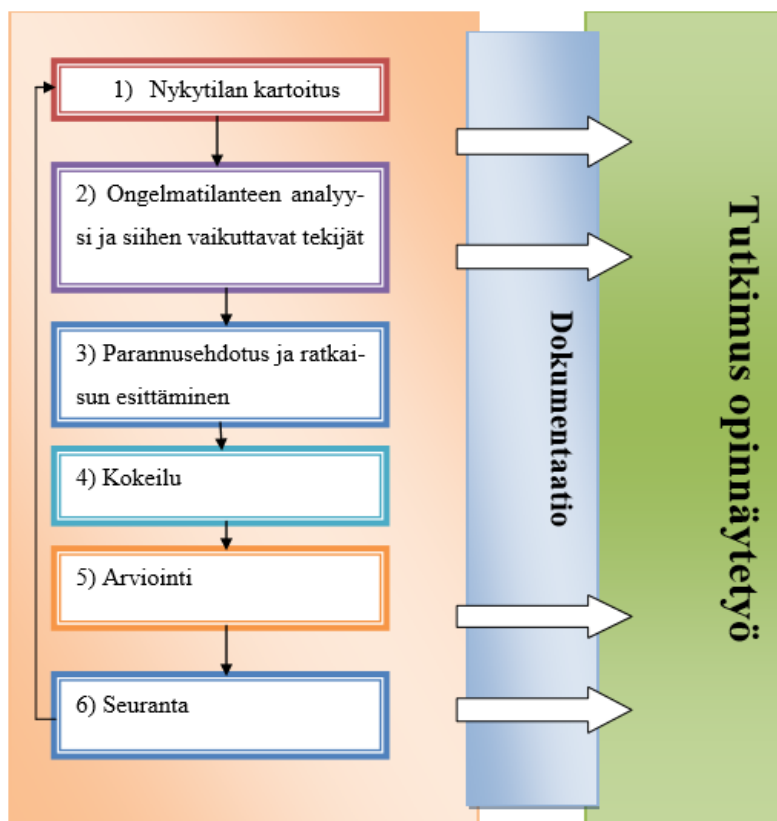 1) Nykytilan kartoitus
2) Ongelmatilanteen analyy-
si ja siihen vaikuttavat tekijät
3) Parannusehdotus ja ratkai-
sun esittäminen
4) Kokeilu
5) Arviointi
6) Seuranta
Dokumentaatio
Tutkimus opinnäytetyö